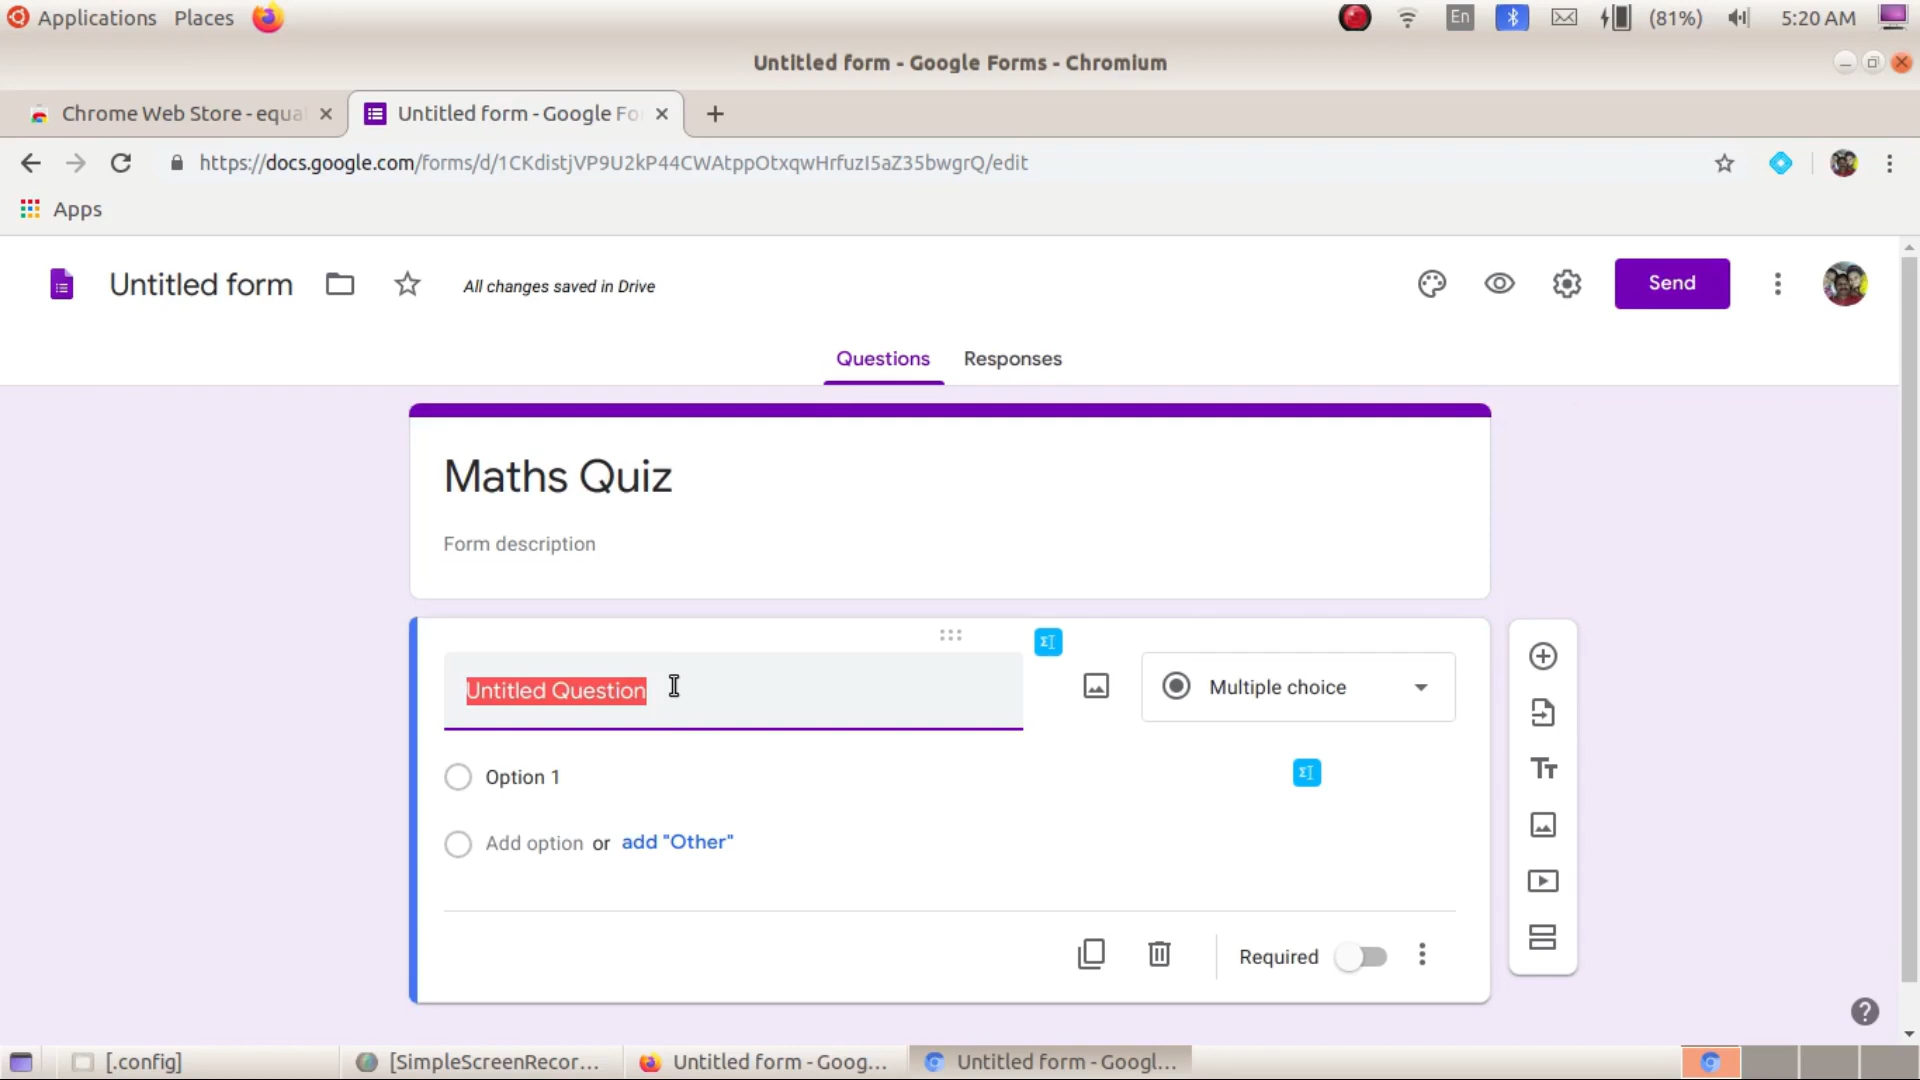 Applications Places En (81%) 5:20 AM
Untitled form - Google Forms - Chromium
Chrome Web Store - equa Untitled form - Google Fo
https://docs.google.com/forms/d/1CKdistjVP9U2kP44CWAtppOtxqwHrfuzI5aZ35bwgrQ/edit
Apps
Untitled form All changes saved in Drive Send
Questions Responses
Maths Quiz
Form description
Untitled Question Multiple choice
Option 1
Add option or add "Other"
Required
[.config] [SimpleScreenRecor... Untitled form - Goog... Untitled form - Googl...